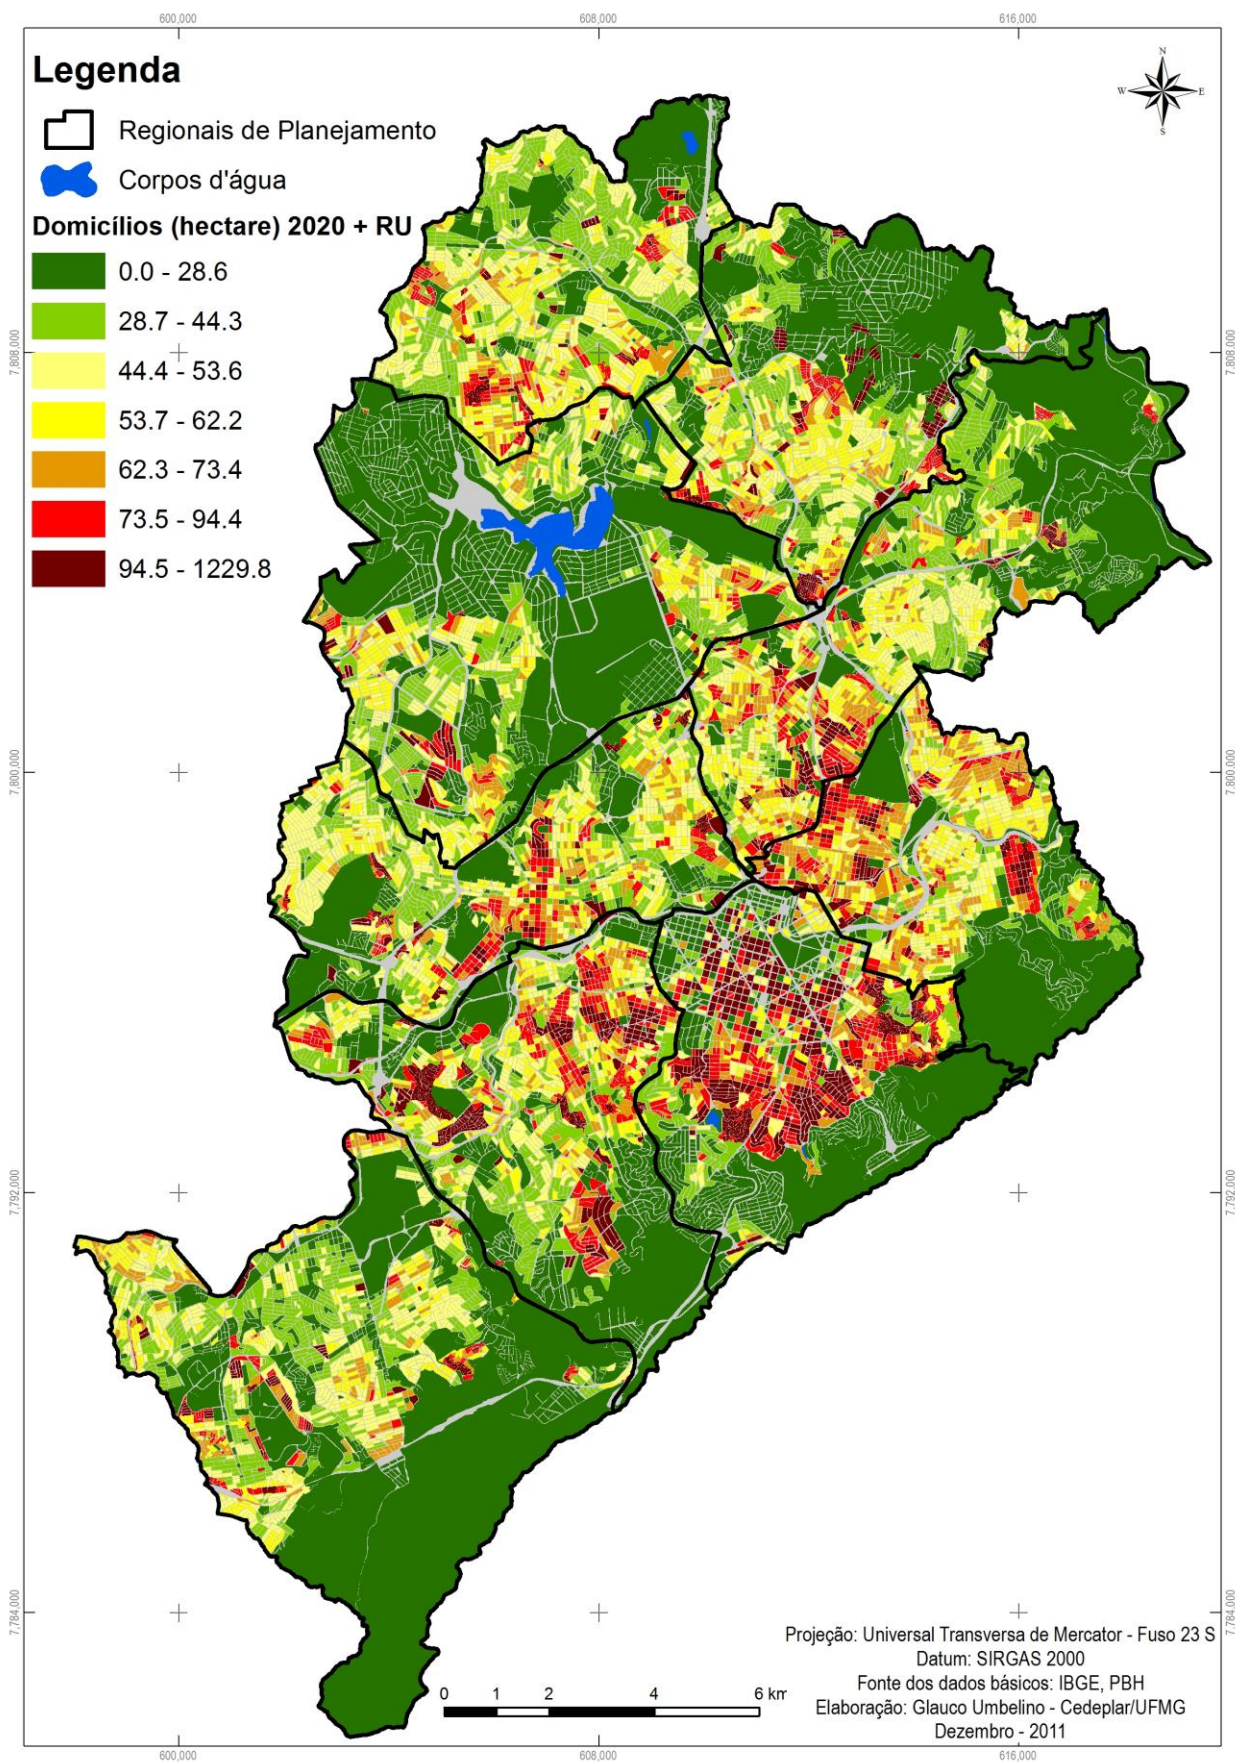 600,000
608,000
616,000
Legenda
N
W
E
S
Regionais de Planejamento
Corpos d'água
Domicílios (hectare) 2020 + RU
0.0 - 28.6
28.7 - 44.3
44.4 - 53.6
53.7 - 62.2
62.3 - 73.4
73.5 - 94.4
94.5 - 1229.8
7,808,000
7,808,000
7,800,000
7,800,000
7,792,000
7,792,000
7,784,000
7,784,000
Projeção: Universal Transversa de Mercator - Fuso 23 S
Datum: SIRGAS 2000
Fonte dos dados básicos: IBGE, PBH
Elaboração: Glauco Umbelino - Cedeplar/UFMG
Dezembro - 2011
0 1 2 4 6 km
600,000
608,000
616,000